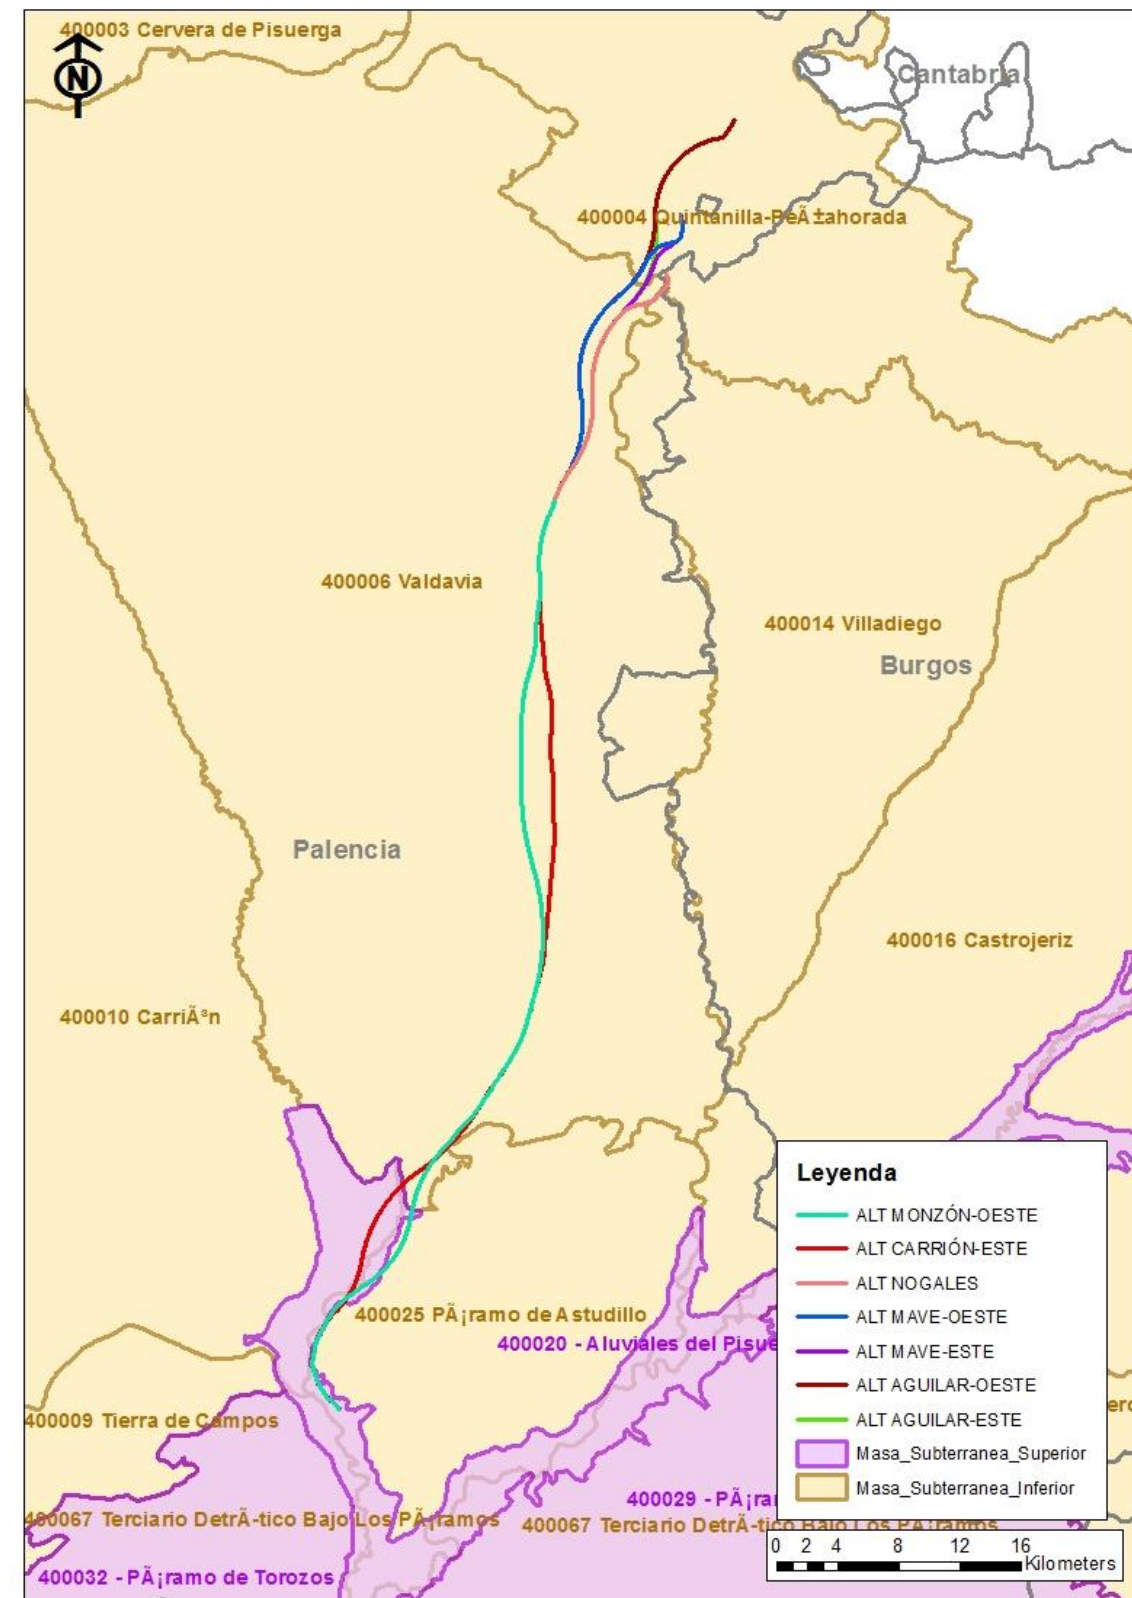 400003 Cervera de Pisuerga
N
Cantabria
400004 Quintanilla-PeÃ±ahorada
400006 Valdavia
400014 Villadiego
Burgos
Palencia
400016 Castrojeriz
400010 CarriÃ³n
Leyenda
ALT MONZÓN-OESTE
ALT CARRIÓN-ESTE
ALT NOGALES
ALT MAVE-OESTE
ALT MAVE-ESTE
ALT AGUILAR-OESTE
ALT AGUILAR-ESTE
Masa_Subterranea_Superior
Masa_Subterranea_Inferior
400025 PÃ¡ramo de Astudillo
400020 - Aluviales del Pisue
400009 Tierra de Campos
400029 - PÃ¡ra
400067 Terciario DetrÃ­tico Bajo Los PÃ¡ramos
400067 Terciario DetrÃ­tico Bajo Los PÃ¡ramos
400032 - PÃ¡ramo de Torozos
0 2 4 8 12 16
Kilometers